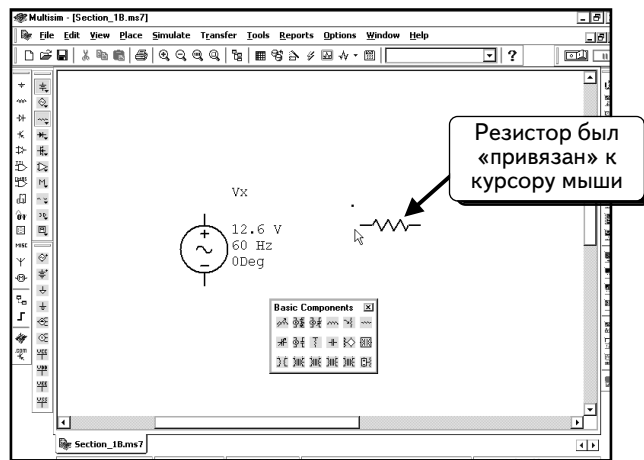 Multisim - [Section_1B.ms7]
File Edit View Place Simulate Transfer Tools Reports Options Window Help
Резистор был
«привязан» к
курсору мыши
Vx
12.6 V
60 Hz
0Deg
Basic Components
MISC
Section_1B.ms7